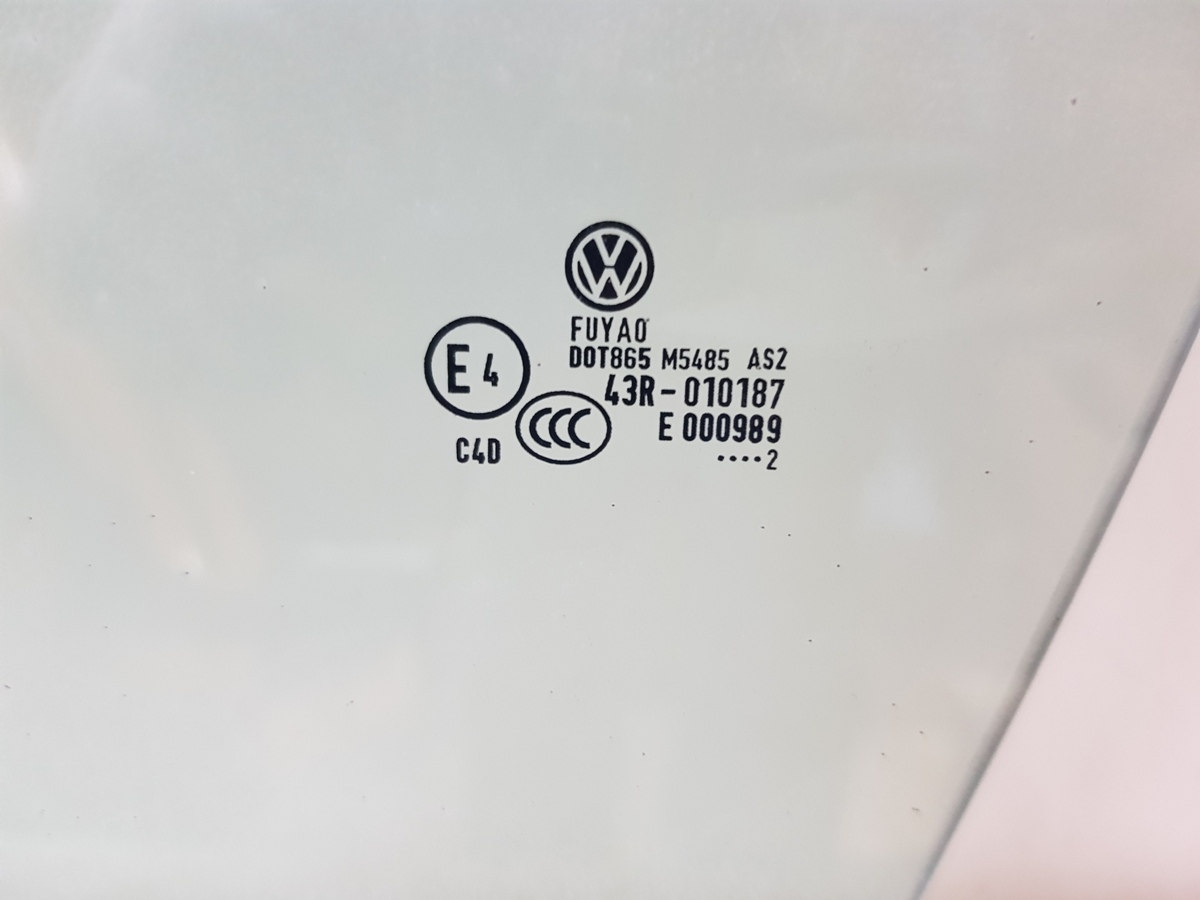 FUYAO
DOT865 M5485 AS2
E 4
43R-010187
CCC
E 000989
C4D
····2